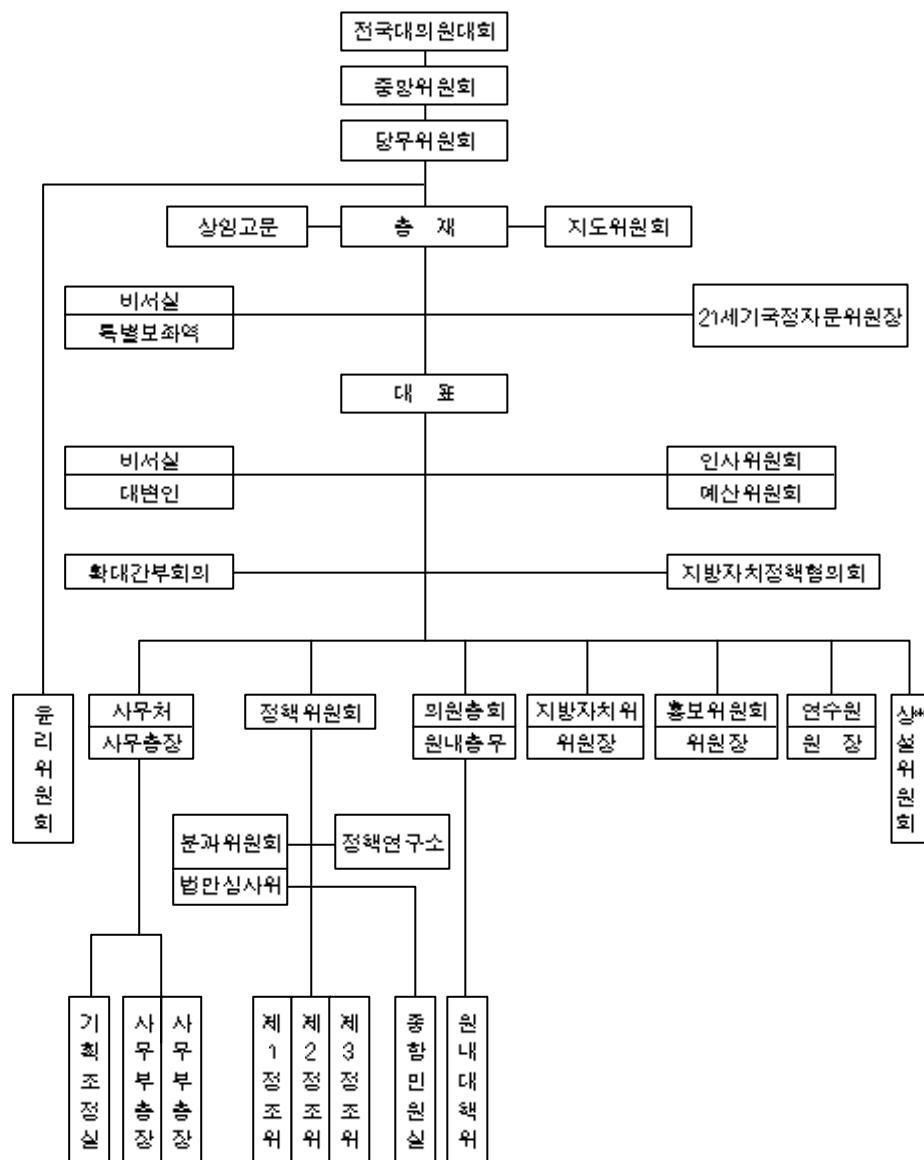 전국대의원대회
중앙위원회
당무위원회
상임고문
총 재
지도위원회
비서실
특별보좌역
21세기국정자문위원장
대 표
비서실
대변인
인사위원회
예산위원회
확대간부회의
지방자치정책협의회
윤리위원회
사무처
사무총장
정책위원회
의원총회
원내총무
지방자치위
위원장
홍보위원회
위원장
연수원
원 장
상설위원회**
분과위원회
법안심사위
정책연구소
기획조정실
사무부총장
사무부총장
제1정조위
제2정조위
제3정조위
종합민원실
원내대책위